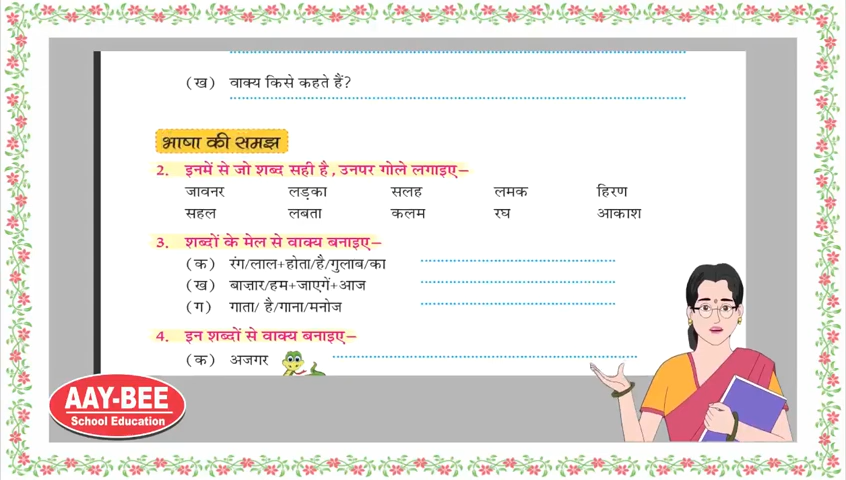 (ख) वाक्य किसे कहते हैं?
भाषा की समझ
2. इनमें से जो शब्द सही है, उनपर गोले लगाइए–
जावनर लड़का सलह लमक हिरण
सहल लबता कलम रघ आकाश
3. शब्दों के मेल से वाक्य बनाइए–
(क) रंग/लाल+होता/है/गुलाब/का
(ख) बाज़ार/हम+जाएगें+आज
(ग) गाता/ है/गाना/मनोज
4. इन शब्दों से वाक्य बनाइए–
(क) अजगर
AAY-BEE
School Education